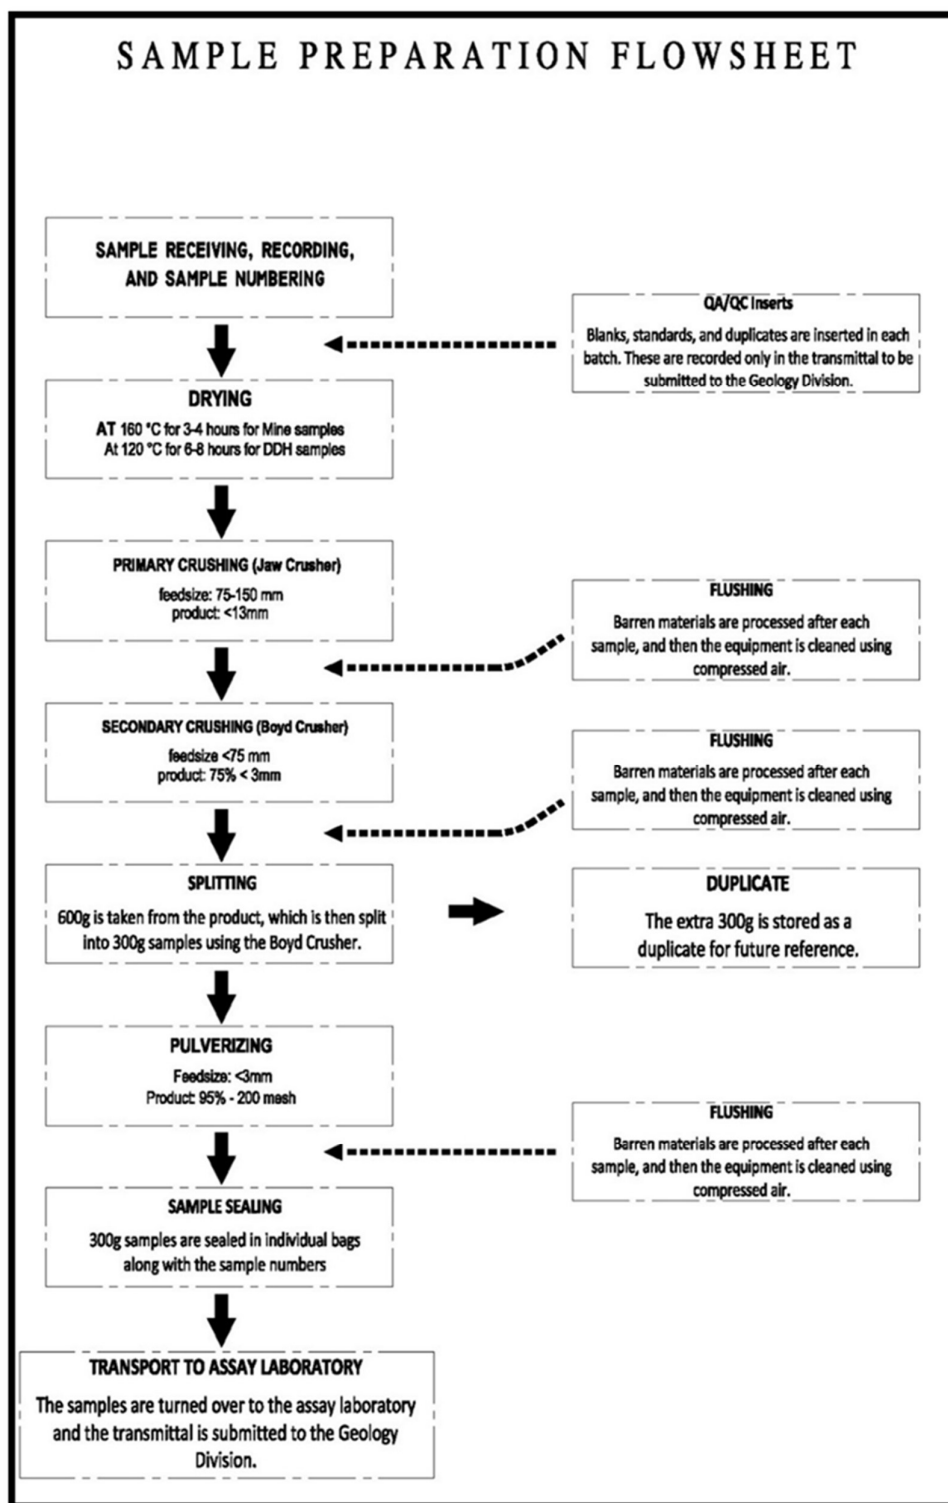 SAMPLE PREPARATION FLOWSHEET
SAMPLE RECEIVING, RECORDING,
AND SAMPLE NUMBERING
QA/QC Inserts
Blanks, standards, and duplicates are inserted in each
batch. These are recorded only in the transmittal to be
submitted to the Geology Division.
DRYING
AT 160 °C for 3-4 hours for Mine samples
At 120 °C for 6-8 hours for DDH samples
PRIMARY CRUSHING (Jaw Crusher)
feedsize: 75-150 mm
product: <13mm
FLUSHING
Barren materials are processed after each
sample, and then the equipment is cleaned using
compressed air.
SECONDARY CRUSHING (Boyd Crusher)
feedsize <75 mm
product: 75% < 3mm
FLUSHING
Barren materials are processed after each
sample, and then the equipment is cleaned using
compressed air.
SPLITTING
600g is taken from the product, which is then split
into 300g samples using the Boyd Crusher.
DUPLICATE
The extra 300g is stored as a
duplicate for future reference.
PULVERIZING
Feedsize: <3mm
Product: 95% - 200 mesh
FLUSHING
Barren materials are processed after each
sample, and then the equipment is cleaned using
compressed air.
SAMPLE SEALING
300g samples are sealed in individual bags
along with the sample numbers
TRANSPORT TO ASSAY LABORATORY
The samples are turned over to the assay laboratory
and the transmittal is submitted to the Geology
Division.